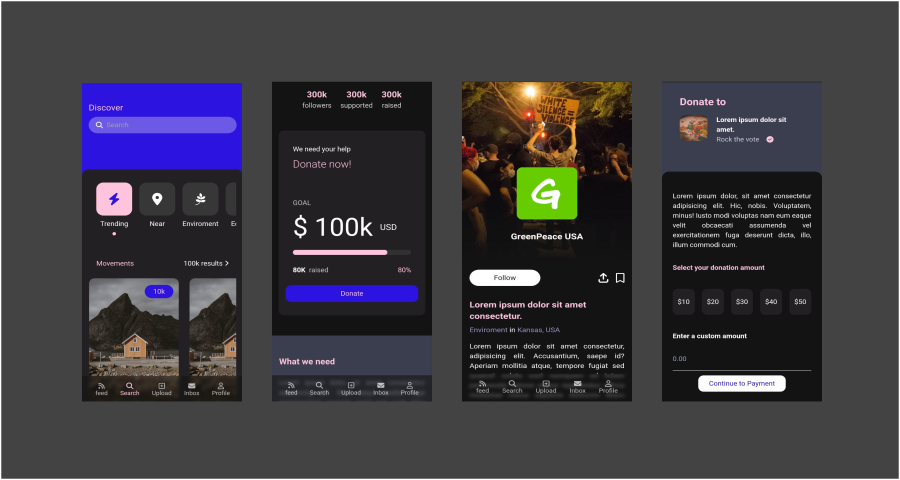 Discover
Search
Trending
Near
Enviroment
Movements
100k results
10k
feed
Search
Upload
Inbox
Profile
300k
300k
300k
followers
supported
raised
We need your help
Donate now!
GOAL
$ 100k USD
80K raised
80%
Donate
What we need
feed
Search
Upload
Inbox
Profile
WHITE
SILENCE =
VIOLENCE
G
GreenPeace USA
Follow
Lorem ipsum dolor sit amet
consectetur.
Enviroment in Kansas, USA
Lorem ipsum dolor sit amet consectetur,
adipisicing elit. Accusantium, saepe id?
Aperiam mollitia atque, tempore fugiat sed
feed
Search
Upload
Inbox
Profile
Donate to
Lorem ipsum dolor sit
amet.
Rock the vote
Lorem ipsum dolor, sit amet consectetur
adipisicing elit. Hic, nobis. Voluptatem,
minus! Iusto modi voluptas nam eum eaque
velit obcaecati assumenda vel
exercitationem fuga deserunt dicta, illo,
illum commodi cum.
Select your donation amount
$10
$20
$30
$40
$50
Enter a custom amount
0.00
Continue to Payment